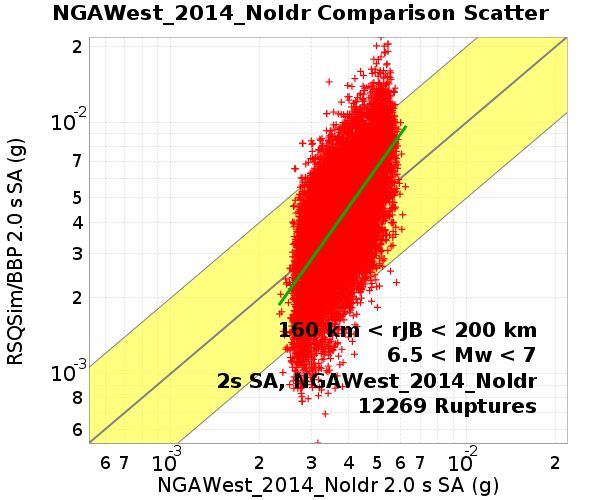 NGAWest_2014_NoIdr Comparison Scatter
RSQSim/BBP 2.0 s SA (g)
2
10-2
7
5
4
3
2
10-3
8
6
160 km < rJB < 200 km
6.5 < Mw < 7
2s SA, NGAWest_2014_NoIdr
12269 Ruptures
6 7 10-3 2 3 4 5 6 7 10-2 2
NGAWest_2014_NoIdr 2.0 s SA (g)